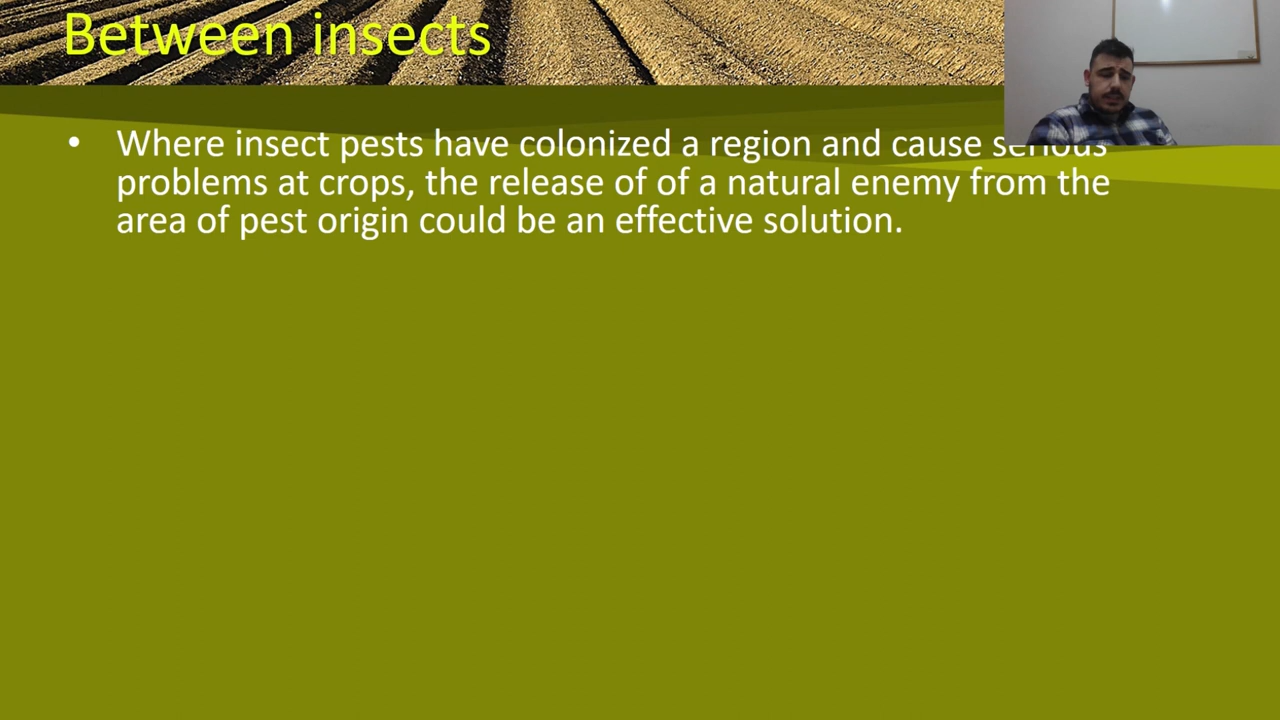 Between insects
• Where insect pests have colonized a region and cause serious
problems at crops, the release of of a natural enemy from the
area of pest origin could be an effective solution.